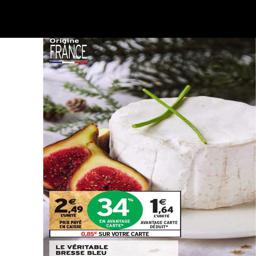 Origine
FRANCE
2€,49
L'UNITÉ
PRIX PAYÉ
EN CAISSE
34%
EN AVANTAGE
CARTE*
1€,64
L'UNITÉ
AVANTAGE CARTE
DÉDUIT*
0,85€ SUR VOTRE CARTE
LE VÉRITABLE
BRESSE BLEU